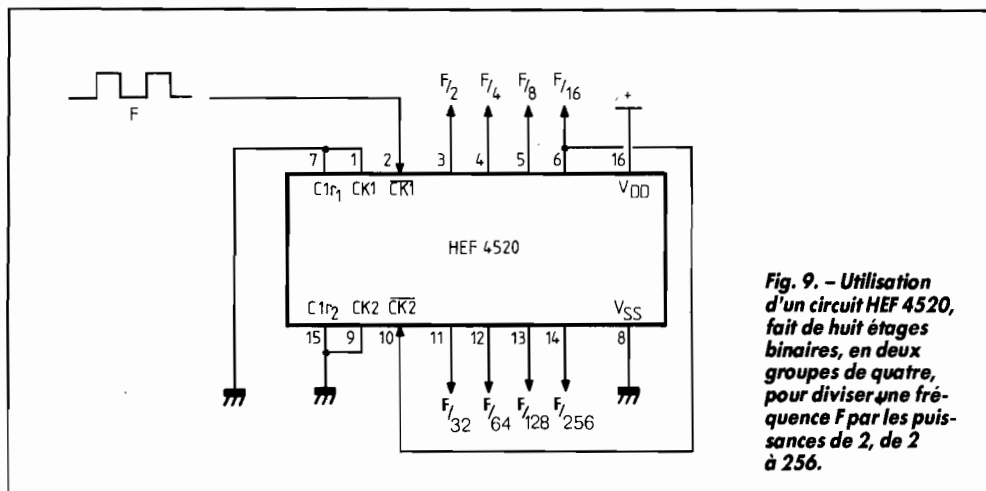 F
F/2 F/4 F/8 F/16 +
7 1 2 3 4 5 6 16
C1r1 CK1 C̅K̅1̅ VDD
HEF 4520
C1r2 CK2 C̅K̅2̅ VSS
15 9 10 11 12 13 14 8
F/32 F/64 F/128 F/256
Fig. 9. – Utilisation
d'un circuit HEF 4520,
fait de huit étages
binaires, en deux
groupes de quatre,
pour diviser une fré-
quence F par les puis-
sances de 2, de 2
à 256.